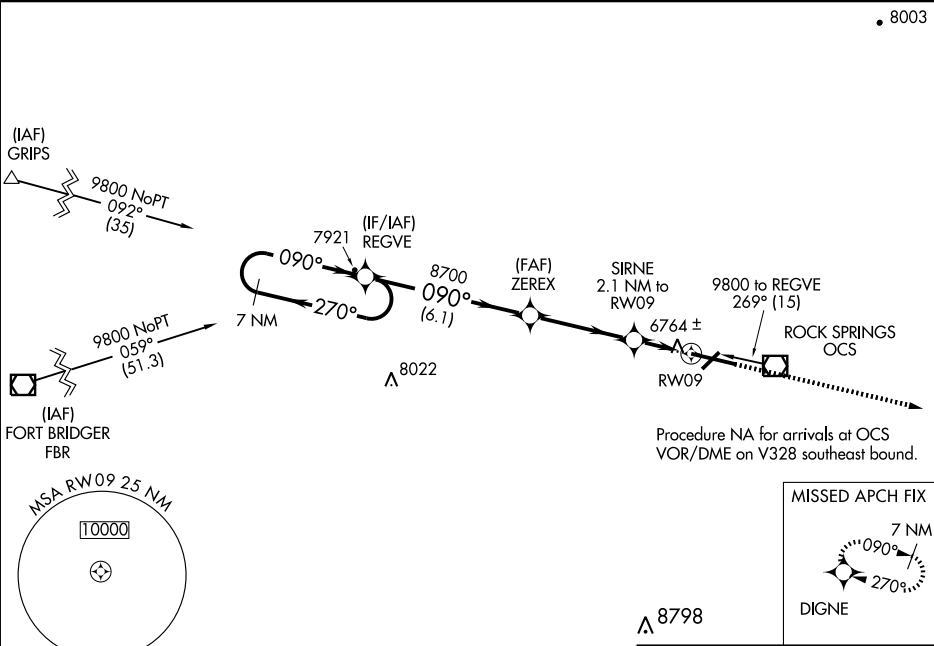 8003
(IAF)
GRIPS
9800 NoPT
092°
(35)
(IF/IAF)
REGVE
7921
090°
270°
7 NM
8700
090°
(6.1)
(FAF)
ZEREX
SIRNE
2.1 NM to
RW09
6764 ±
9800 to REGVE
269° (15)
ROCK SPRINGS
OCS
RW09
9800 NoPT
059°
(51.3)
(IAF)
FORT BRIDGER
FBR
8022
Procedure NA for arrivals at OCS
VOR/DME on V328 southeast bound.
MSA RW09 25 NM
10000
MISSED APCH FIX
7 NM
090°
270°
DIGNE
8798